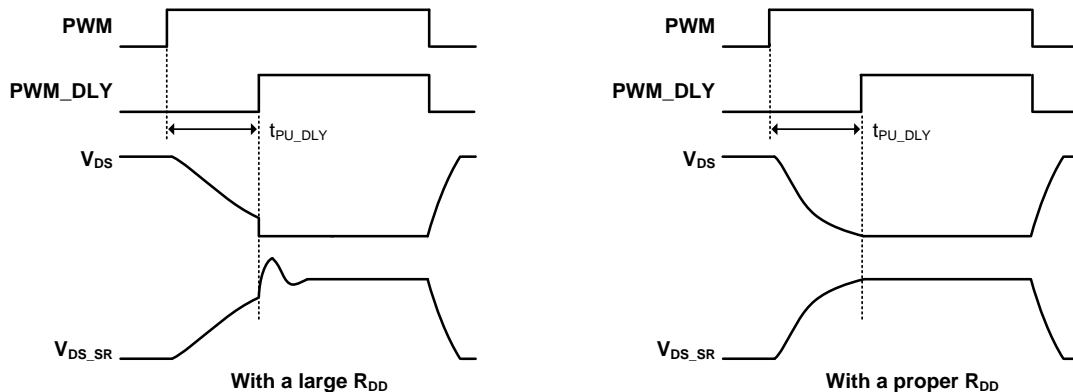 PWM
PWM_DLY
tPU_DLY
VDS
VDS_SR
With a large RDD
PWM
PWM_DLY
tPU_DLY
VDS
VDS_SR
With a proper RDD